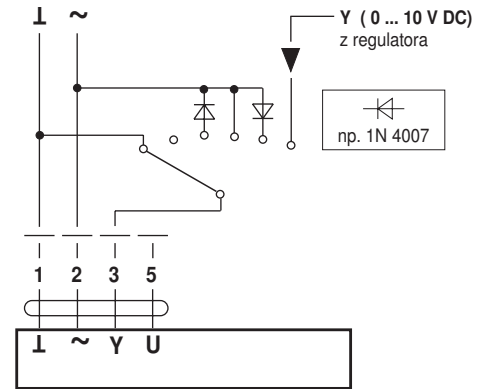 ⊥ ~
Y ( 0 ... 10 V DC)
z regulatora
np. 1N 4007
1 2 3 5
⊥ ~ Y U